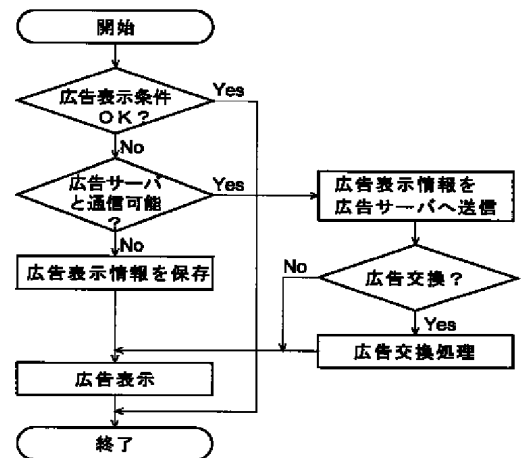 開始
広告表示条件
ＯＫ？
Yes
No
広告サーバ
と通信可能
？
Yes
No
広告表示情報を
広告サーバへ送信
広告表示情報を保存
広告交換？
No
Yes
広告交換処理
広告表示
終了